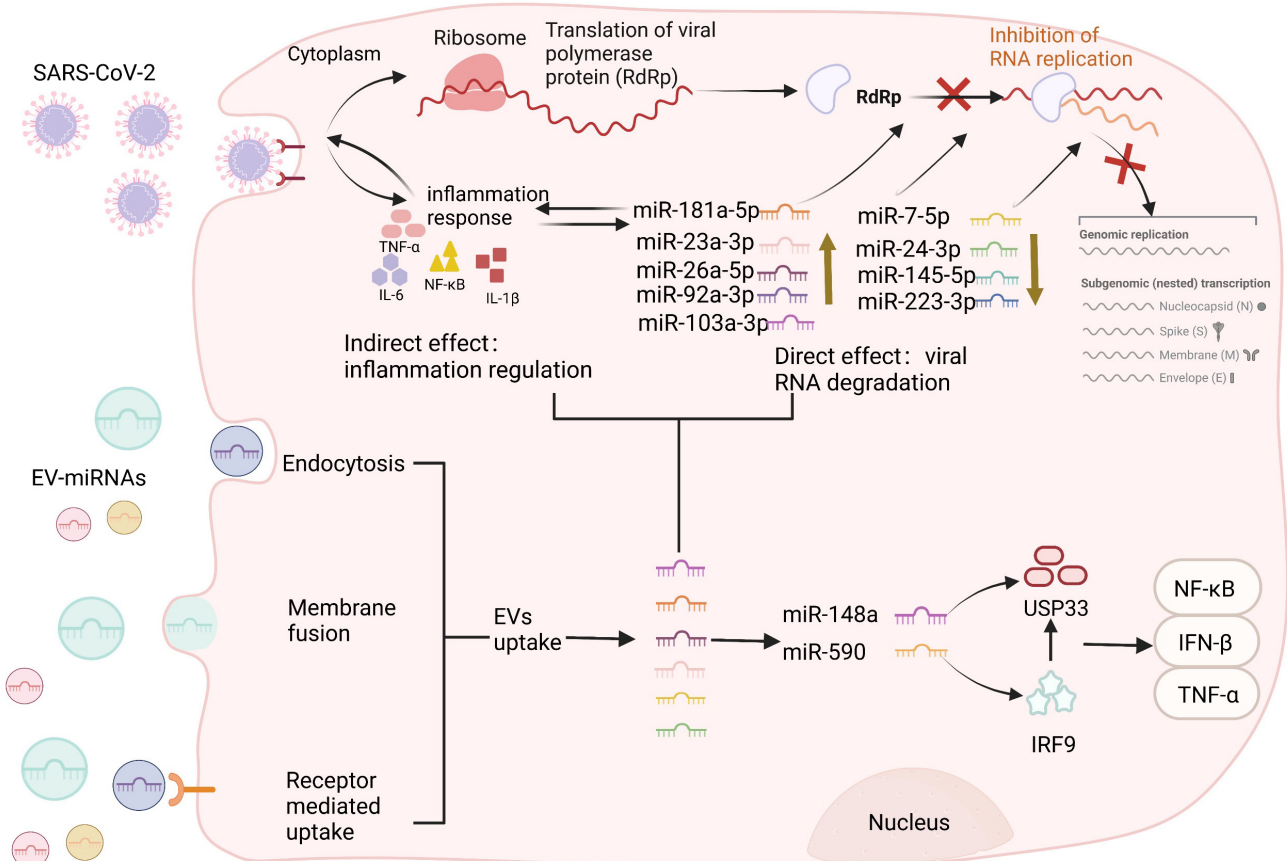 SARS-CoV-2
Cytoplasm
Ribosome
Translation of viral
polymerase
protein (RdRp)
RdRp
Inhibition of
RNA replication
inflammation
response
TNF-α
IL-6
NF-κB
IL-1β
miR-181a-5p
miR-23a-3p
miR-26a-5p
miR-92a-3p
miR-103a-3p
miR-7-5p
miR-24-3p
miR-145-5p
miR-223-3p
Genomic replication
Subgenomic (nested) transcription
Nucleocapsid (N)
Spike (S)
Membrane (M)
Envelope (E)
Indirect effect:
inflammation regulation
Direct effect: viral
RNA degradation
EV-miRNAs
Endocytosis
Membrane
fusion
Receptor
mediated
uptake
EVs
uptake
miR-148a
miR-590
USP33
IRF9
NF-κB
IFN-β
TNF-α
Nucleus